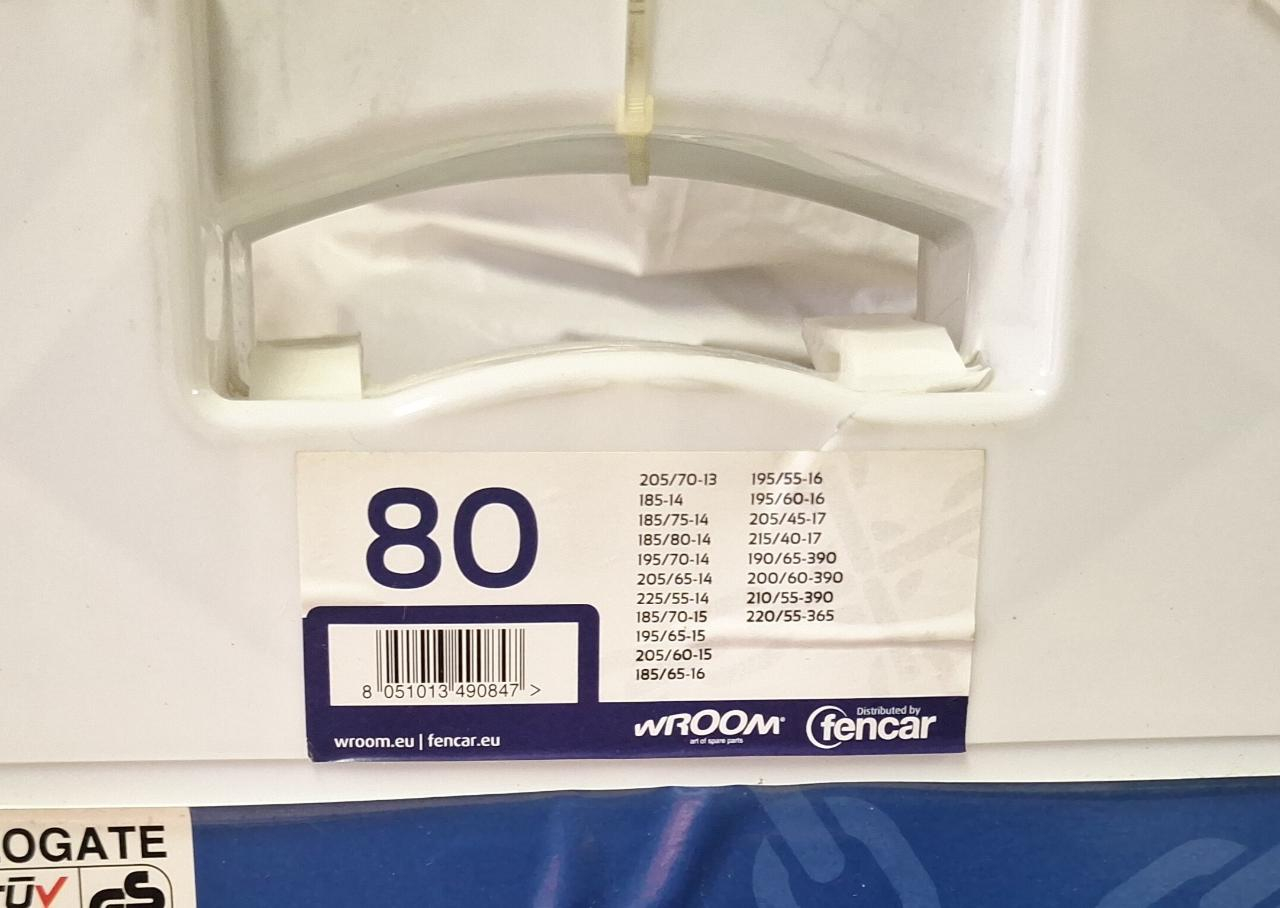 80
205/70-13
185-14
185/75-14
185/80-14
195/70-14
205/65-14
225/55-14
185/70-15
195/65-15
205/60-15
185/65-16
195/55-16
195/60-16
205/45-17
215/40-17
190/65-390
200/60-390
210/55-390
220/55-365
8 051013 490847 >
wroom.eu | fencar.eu
WROOM®
art of spare parts
Distributed by
fencar
OGATE
TÜV GS